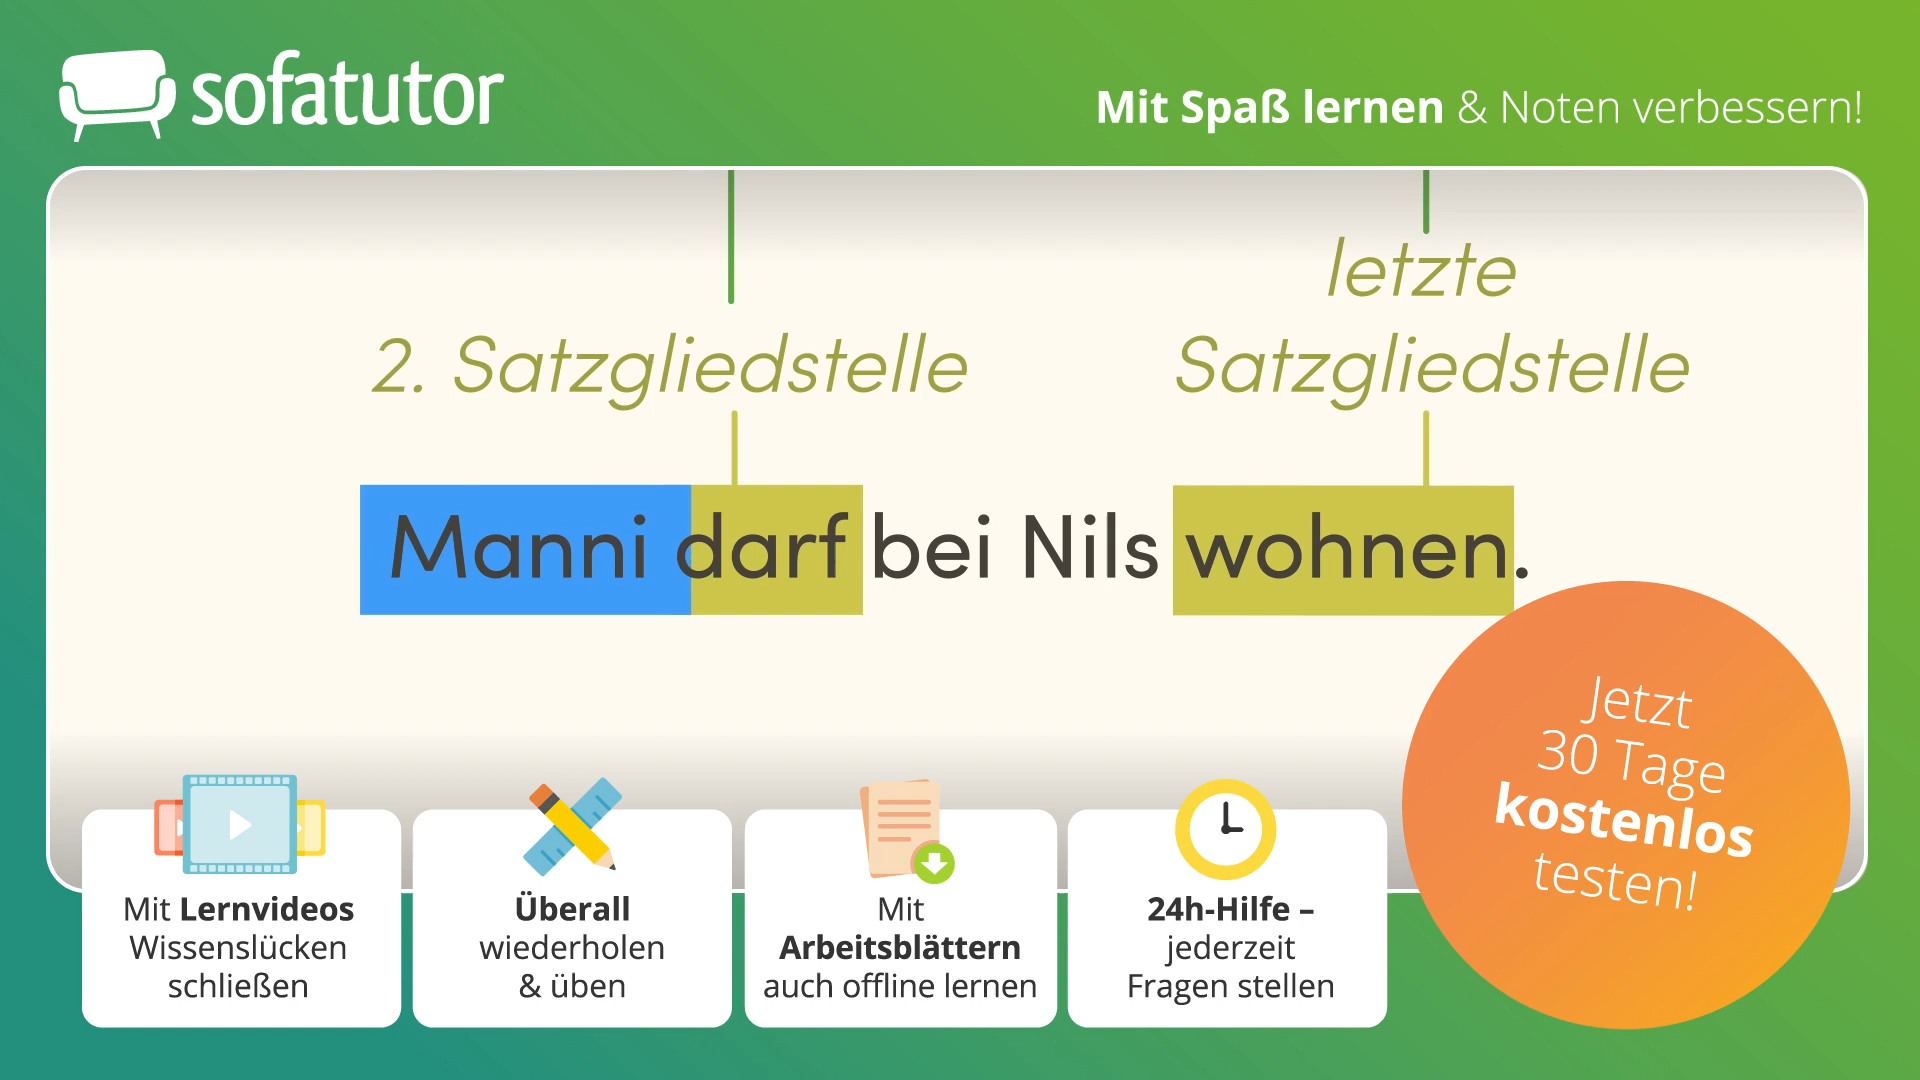 sofatutor
Mit Spaß lernen & Noten verbessern!
letzte
2. Satzgliedstelle
Satzgliedstelle
Manni darf bei Nils wohnen.
Jetzt
30 Tage
kostenlos
testen!
Mit Lernvideos
Wissenslücken
schließen
Überall
wiederholen
& üben
Mit
Arbeitsblättern
auch offline lernen
24h-Hilfe –
jederzeit
Fragen stellen